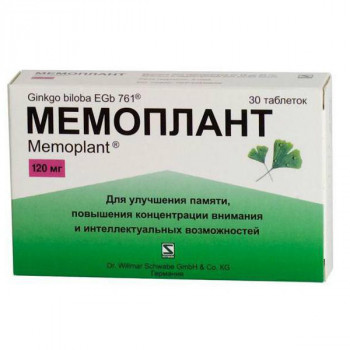 Ginkgo biloba EGb 761® 30 таблеток
МЕМОПЛАНТ
Memoplant®
120 мг
Для улучшения памяти,
повышения концентрации внимания
и интеллектуальных возможностей
Dr. Willmar Schwabe GmbH & Co. KG
Германия